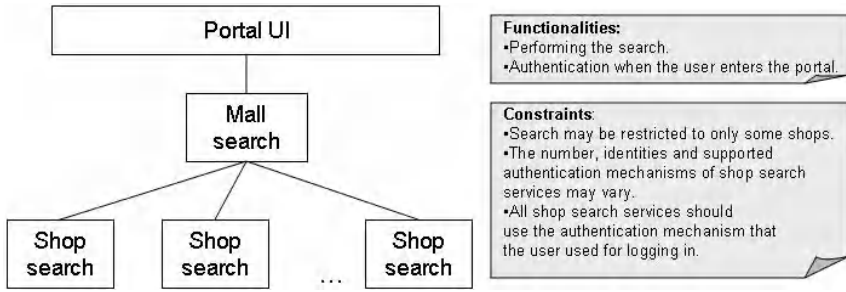 Portal UI
Mall
search
Shop
search
Shop
search
...
Shop
search
Functionalities:
•Performing the search.
•Authentication when the user enters the portal.
Constraints:
•Search may be restricted to only some shops.
•The number, identities and supported
authentication mechanisms of shop search
services may vary.
•All shop search services should
use the authentication mechanism that
the user used for logging in.